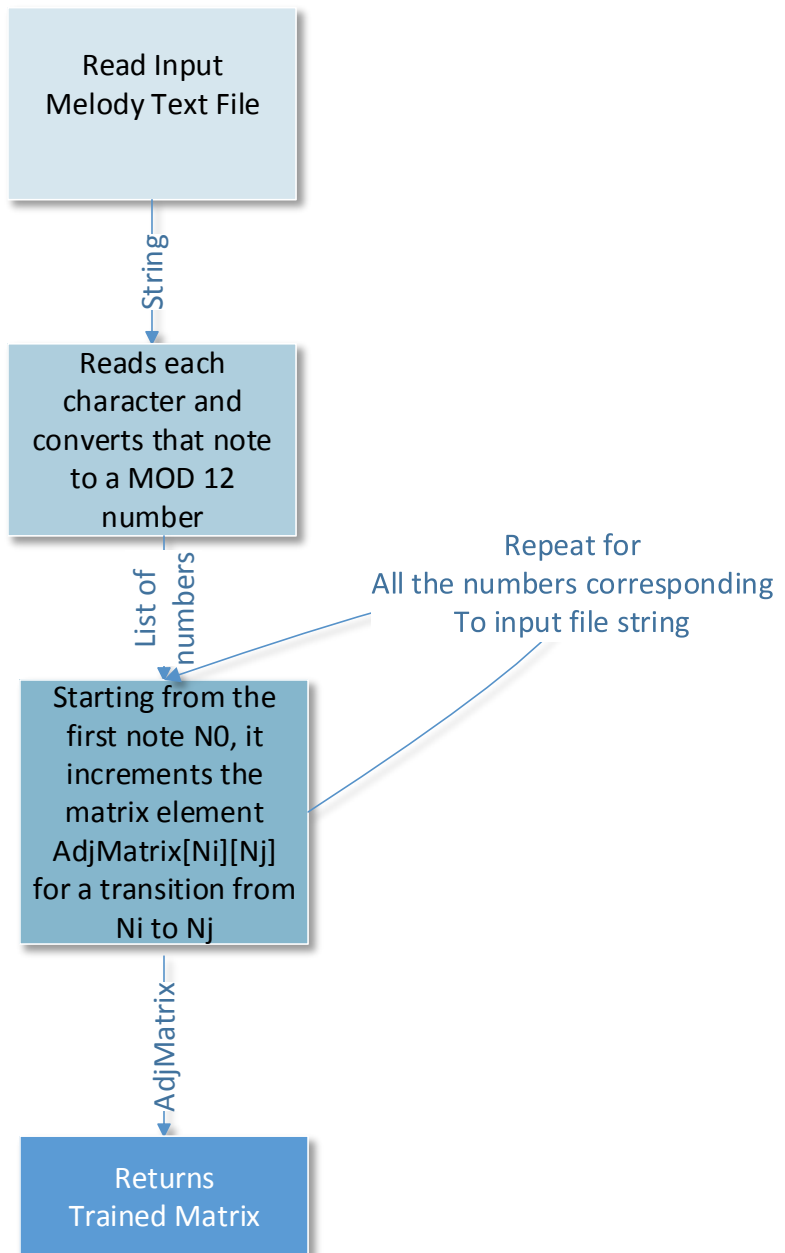 Read Input
Melody Text File
String
Reads each
character and
converts that note
to a MOD 12
number
List of
numbers
Repeat for
All the numbers corresponding
To input file string
Starting from the
first note N0, it
increments the
matrix element
AdjMatrix[Ni][Nj]
for a transition from
Ni to Nj
AdjMatrix
Returns
Trained Matrix